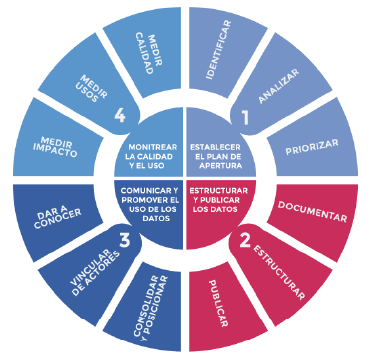 1
ESTABLECER
EL PLAN DE
APERTURA
IDENTIFICAR
ANALIZAR
PRIORIZAR
2
ESTRUCTURAR
Y PUBLICAR
LOS DATOS
DOCUMENTAR
ESTRUCTURAR
PUBLICAR
3
COMUNICAR Y
PROMOVER EL
USO DE LOS
DATOS
CONSOLIDAR
Y POSICIONAR
VINCULAR
DE ACTORES
DAR A
CONOCER
4
MONITREAR
LA CALIDAD
Y EL USO
MEDIR
IMPACTO
MEDIR
USOS
MEDIR
CALIDAD